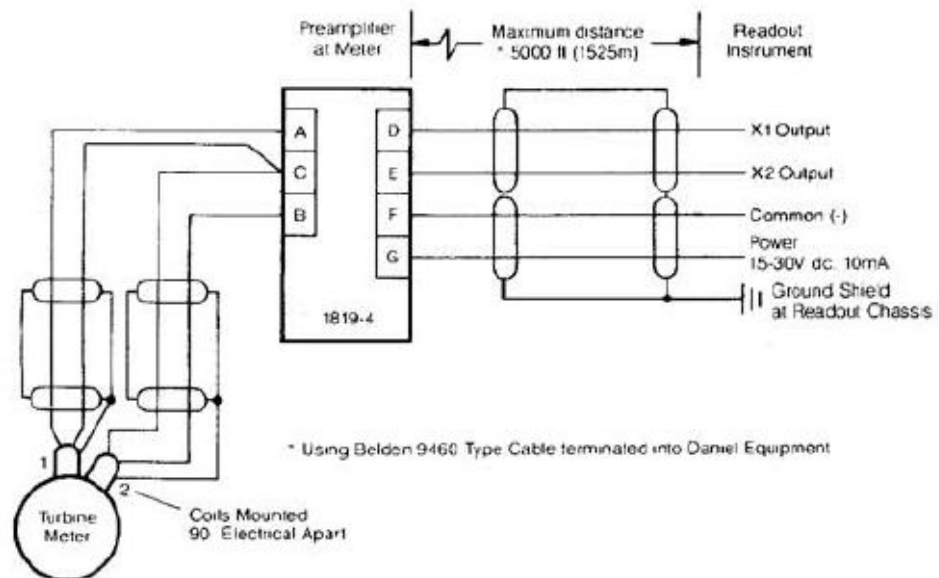 Preamplifier
at Meter
Maximum distance
* 5000 ft (1525m)
Readout
Instrument
A
C
B
D
E
F
G
1819-4
X1 Output
X2 Output
Common (-)
Power
15-30V dc. 10mA
Ground Shield
at Readout Chassis
* Using Belden 9460 Type Cable terminated into Daniel Equipment
1
2
Turbine
Meter
Coils Mounted
90 Electrical Apart